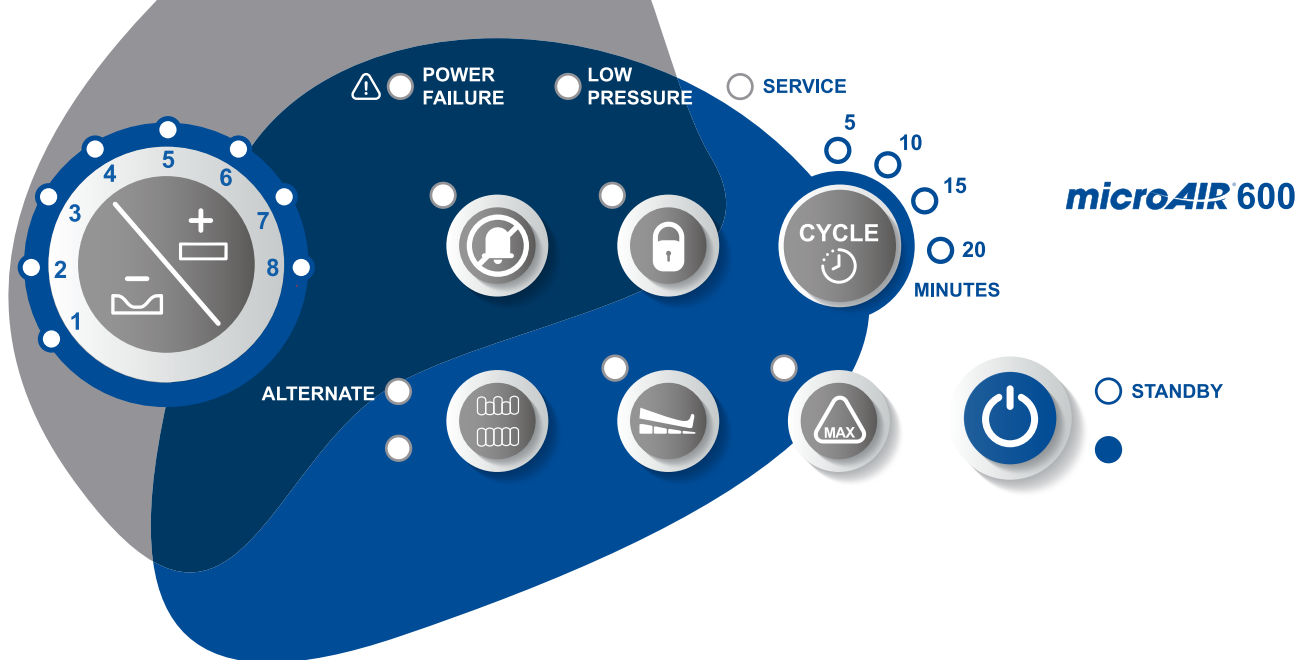 POWER
FAILURE
LOW
PRESSURE
SERVICE
5
10
15
20
MINUTES
CYCLE
microAIR® 600
1
2
3
4
5
6
7
8
+
-
ALTERNATE
MAX
STANDBY